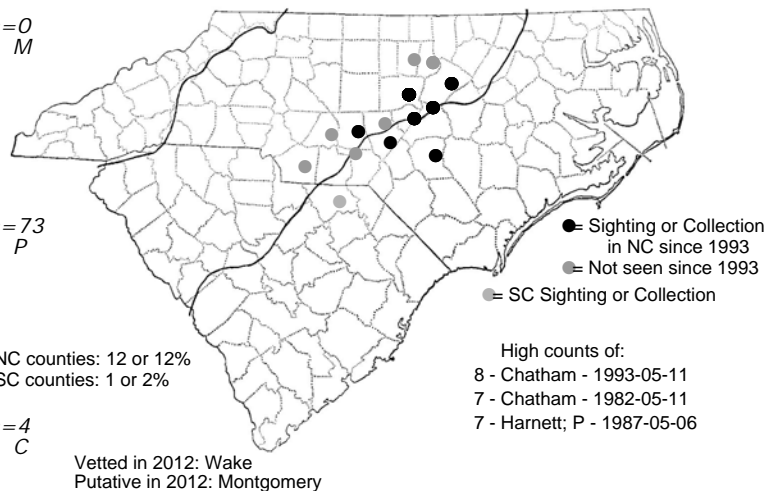 =0
M
=73
P
=4
C
= Sighting or Collection
in NC since 1993
= Not seen since 1993
= SC Sighting or Collection
NC counties: 12 or 12%
SC counties: 1 or 2%
High counts of:
8 - Chatham - 1993-05-11
7 - Chatham - 1982-05-11
7 - Harnett; P - 1987-05-06
Vetted in 2012: Wake
Putative in 2012: Montgomery